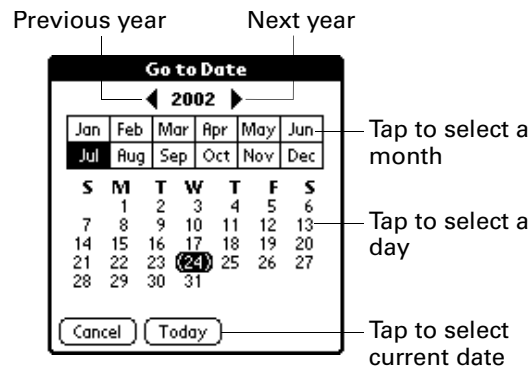 Previous year Next year
Go to Date
2002
Jan Feb Mar Apr May Jun
Tap to select a
month
Jul Aug Sep Oct Nov Dec
S M T W T F S
1 2 3 4 5 6
7 8 9 10 11 12 13
Tap to select a
day
14 15 16 17 18 19 20
21 22 23 (24) 25 26 27
28 29 30 31
Cancel Today
Tap to select
current date